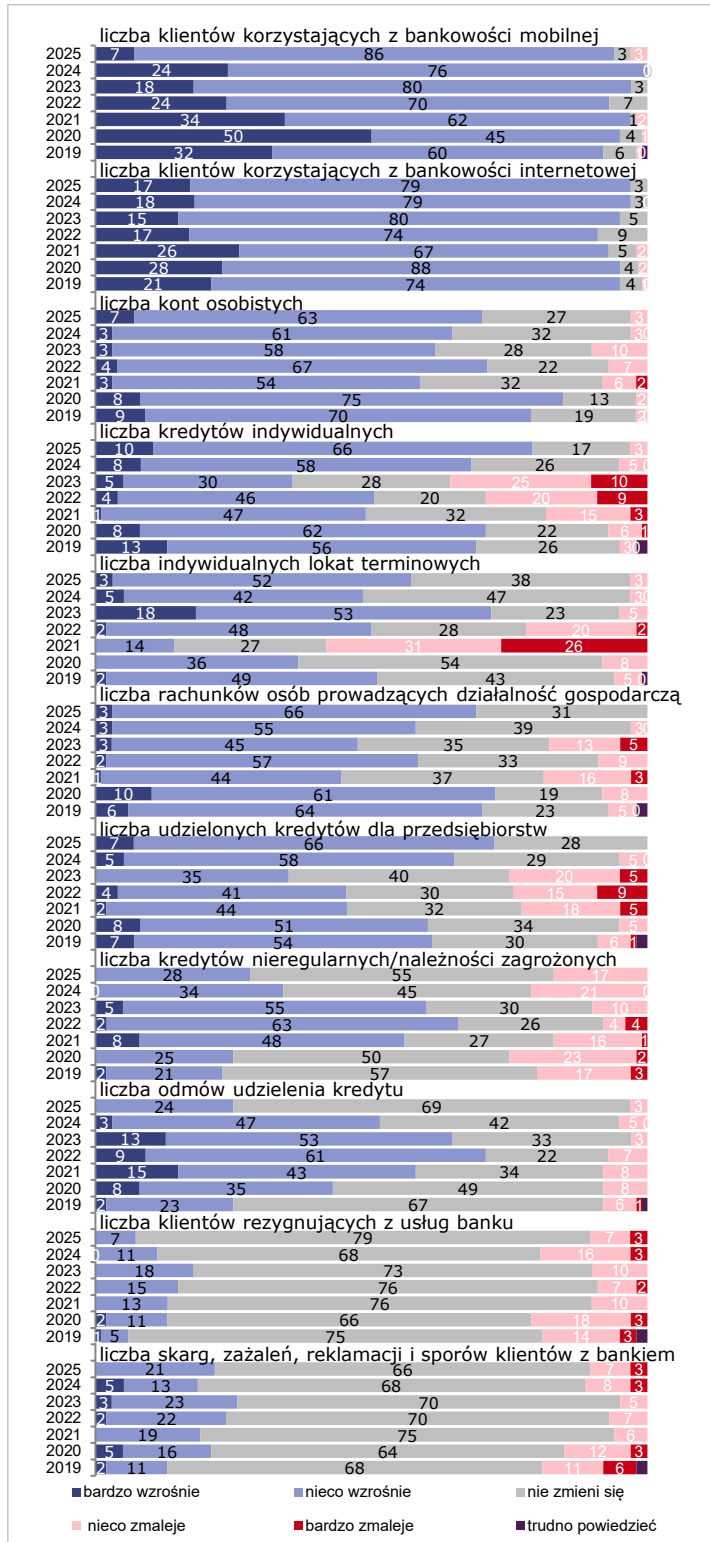 liczba klientów korzystających z bankowości mobilnej
2025 7 86 3 3
2024 24 76 0
2023 18 80 3
2022 24 70 7
2021 34 62 1 2
2020 50 45 4 1
2019 32 60 6 1 0
liczba klientów korzystających z bankowości internetowej
2025 17 79 3
2024 18 79 3 0
2023 15 80 5
2022 17 74 9
2021 26 67 5 2
2020 28 88 4 2
2019 21 74 4 1
liczba kont osobistych
2025 7 63 27 3
2024 3 61 32 3 0
2023 3 58 28 10
2022 4 67 22 7
2021 3 54 32 6 2
2020 8 75 13 2
2019 9 70 19 2 0
liczba kredytów indywidualnych
2025 10 66 17 3
2024 8 58 26 5 0
2023 5 30 28 25 10
2022 4 46 20 20 9
2021 1 47 32 15 3
2020 8 62 22 6 1
2019 13 56 26 3 0
liczba indywidualnych lokat terminowych
2025 3 52 38 3
2024 5 42 47 3 0
2023 18 53 23 5
2022 2 48 28 20 2
2021 14 27 31 26
2020 36 54 8
2019 2 49 43 5 0
liczba rachunków osób prowadzących działalność gospodarczą
2025 3 66 31
2024 3 55 39 3 0
2023 3 45 35 13 5
2022 2 57 33 9
2021 1 44 37 16 3
2020 10 61 19 8
2019 6 64 23 5 0
liczba udzielonych kredytów dla przedsiębiorstw
2025 7 66 28
2024 5 58 29 5 0
2023 35 40 20 5
2022 4 41 30 15 9
2021 2 44 32 18 5
2020 8 51 34 5
2019 7 54 30 6 1
liczba kredytów nieregularnych/należności zagrożonych
2025 28 55 17
2024 0 34 45 21 0
2023 5 55 30 10
2022 2 63 26 4 4
2021 8 48 27 16 1
2020 25 50 23 2
2019 2 21 57 17 3
liczba odmów udzielenia kredytu
2025 24 69 3
2024 3 47 42 5 0
2023 13 53 33 3
2022 9 61 22 7
2021 15 43 34 8
2020 8 35 49 8
2019 2 23 67 6 1
liczba klientów rezygnujących z usług banku
2025 7 79 7 3
2024 0 11 68 16 3
2023 18 73 10
2022 15 76 7 2
2021 13 76 10
2020 2 11 66 18 3
2019 1 5 75 14 3
liczba skarg, zażaleń, reklamacji i sporów klientów z bankiem
2025 21 66 7 3
2024 5 13 68 8 3
2023 3 23 70 5
2022 2 22 70 7
2021 19 75 6
2020 5 16 64 12 3
2019 2 11 68 11 6
bardzo wzrośnie nieco wzrośnie nie zmieni się
nieco zmaleje bardzo zmaleje trudno powiedzieć